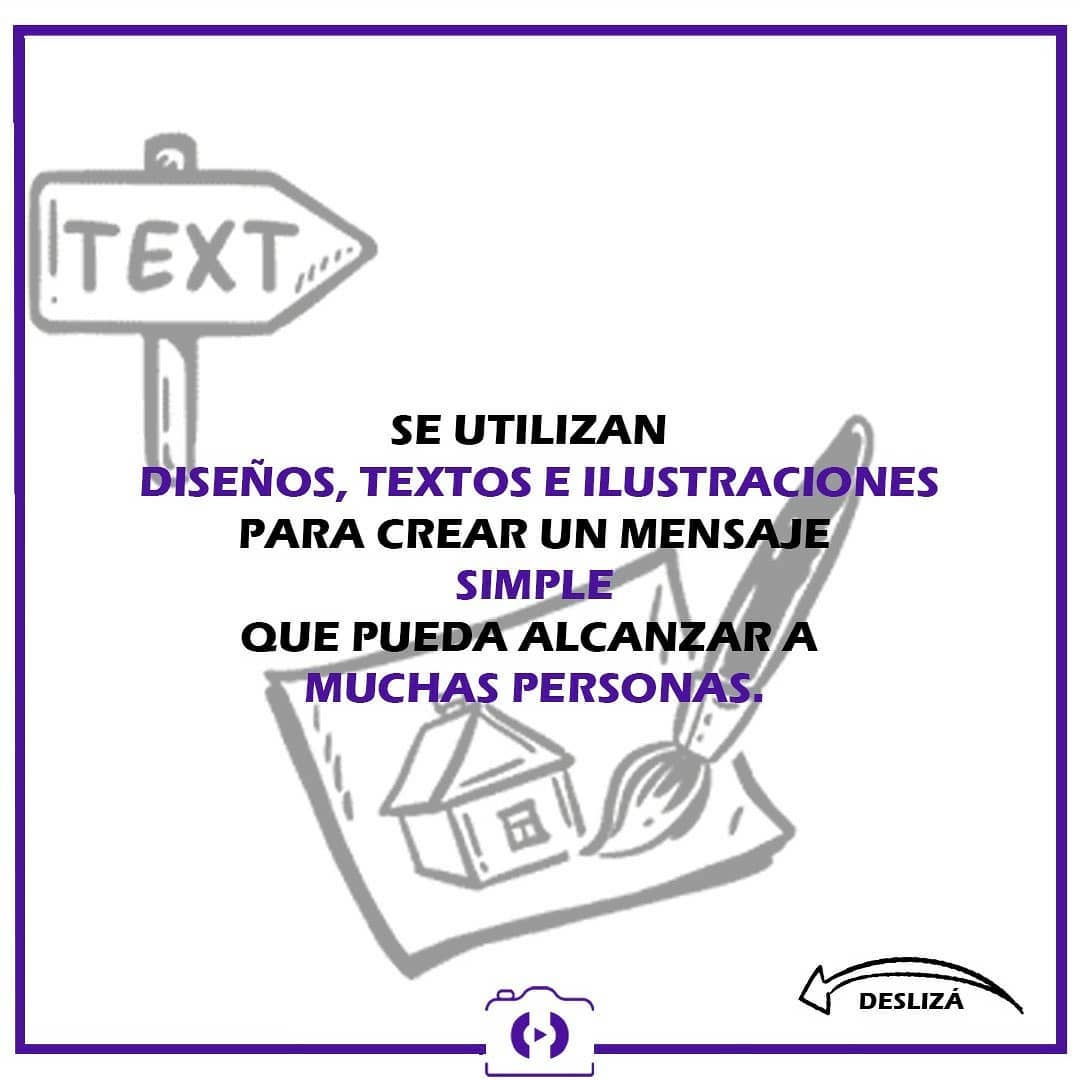 TEXT
SE UTILIZAN
DISEÑOS, TEXTOS E ILUSTRACIONES
PARA CREAR UN MENSAJE
SIMPLE
QUE PUEDA ALCANZAR A
MUCHAS PERSONAS.
DESLIZÁ